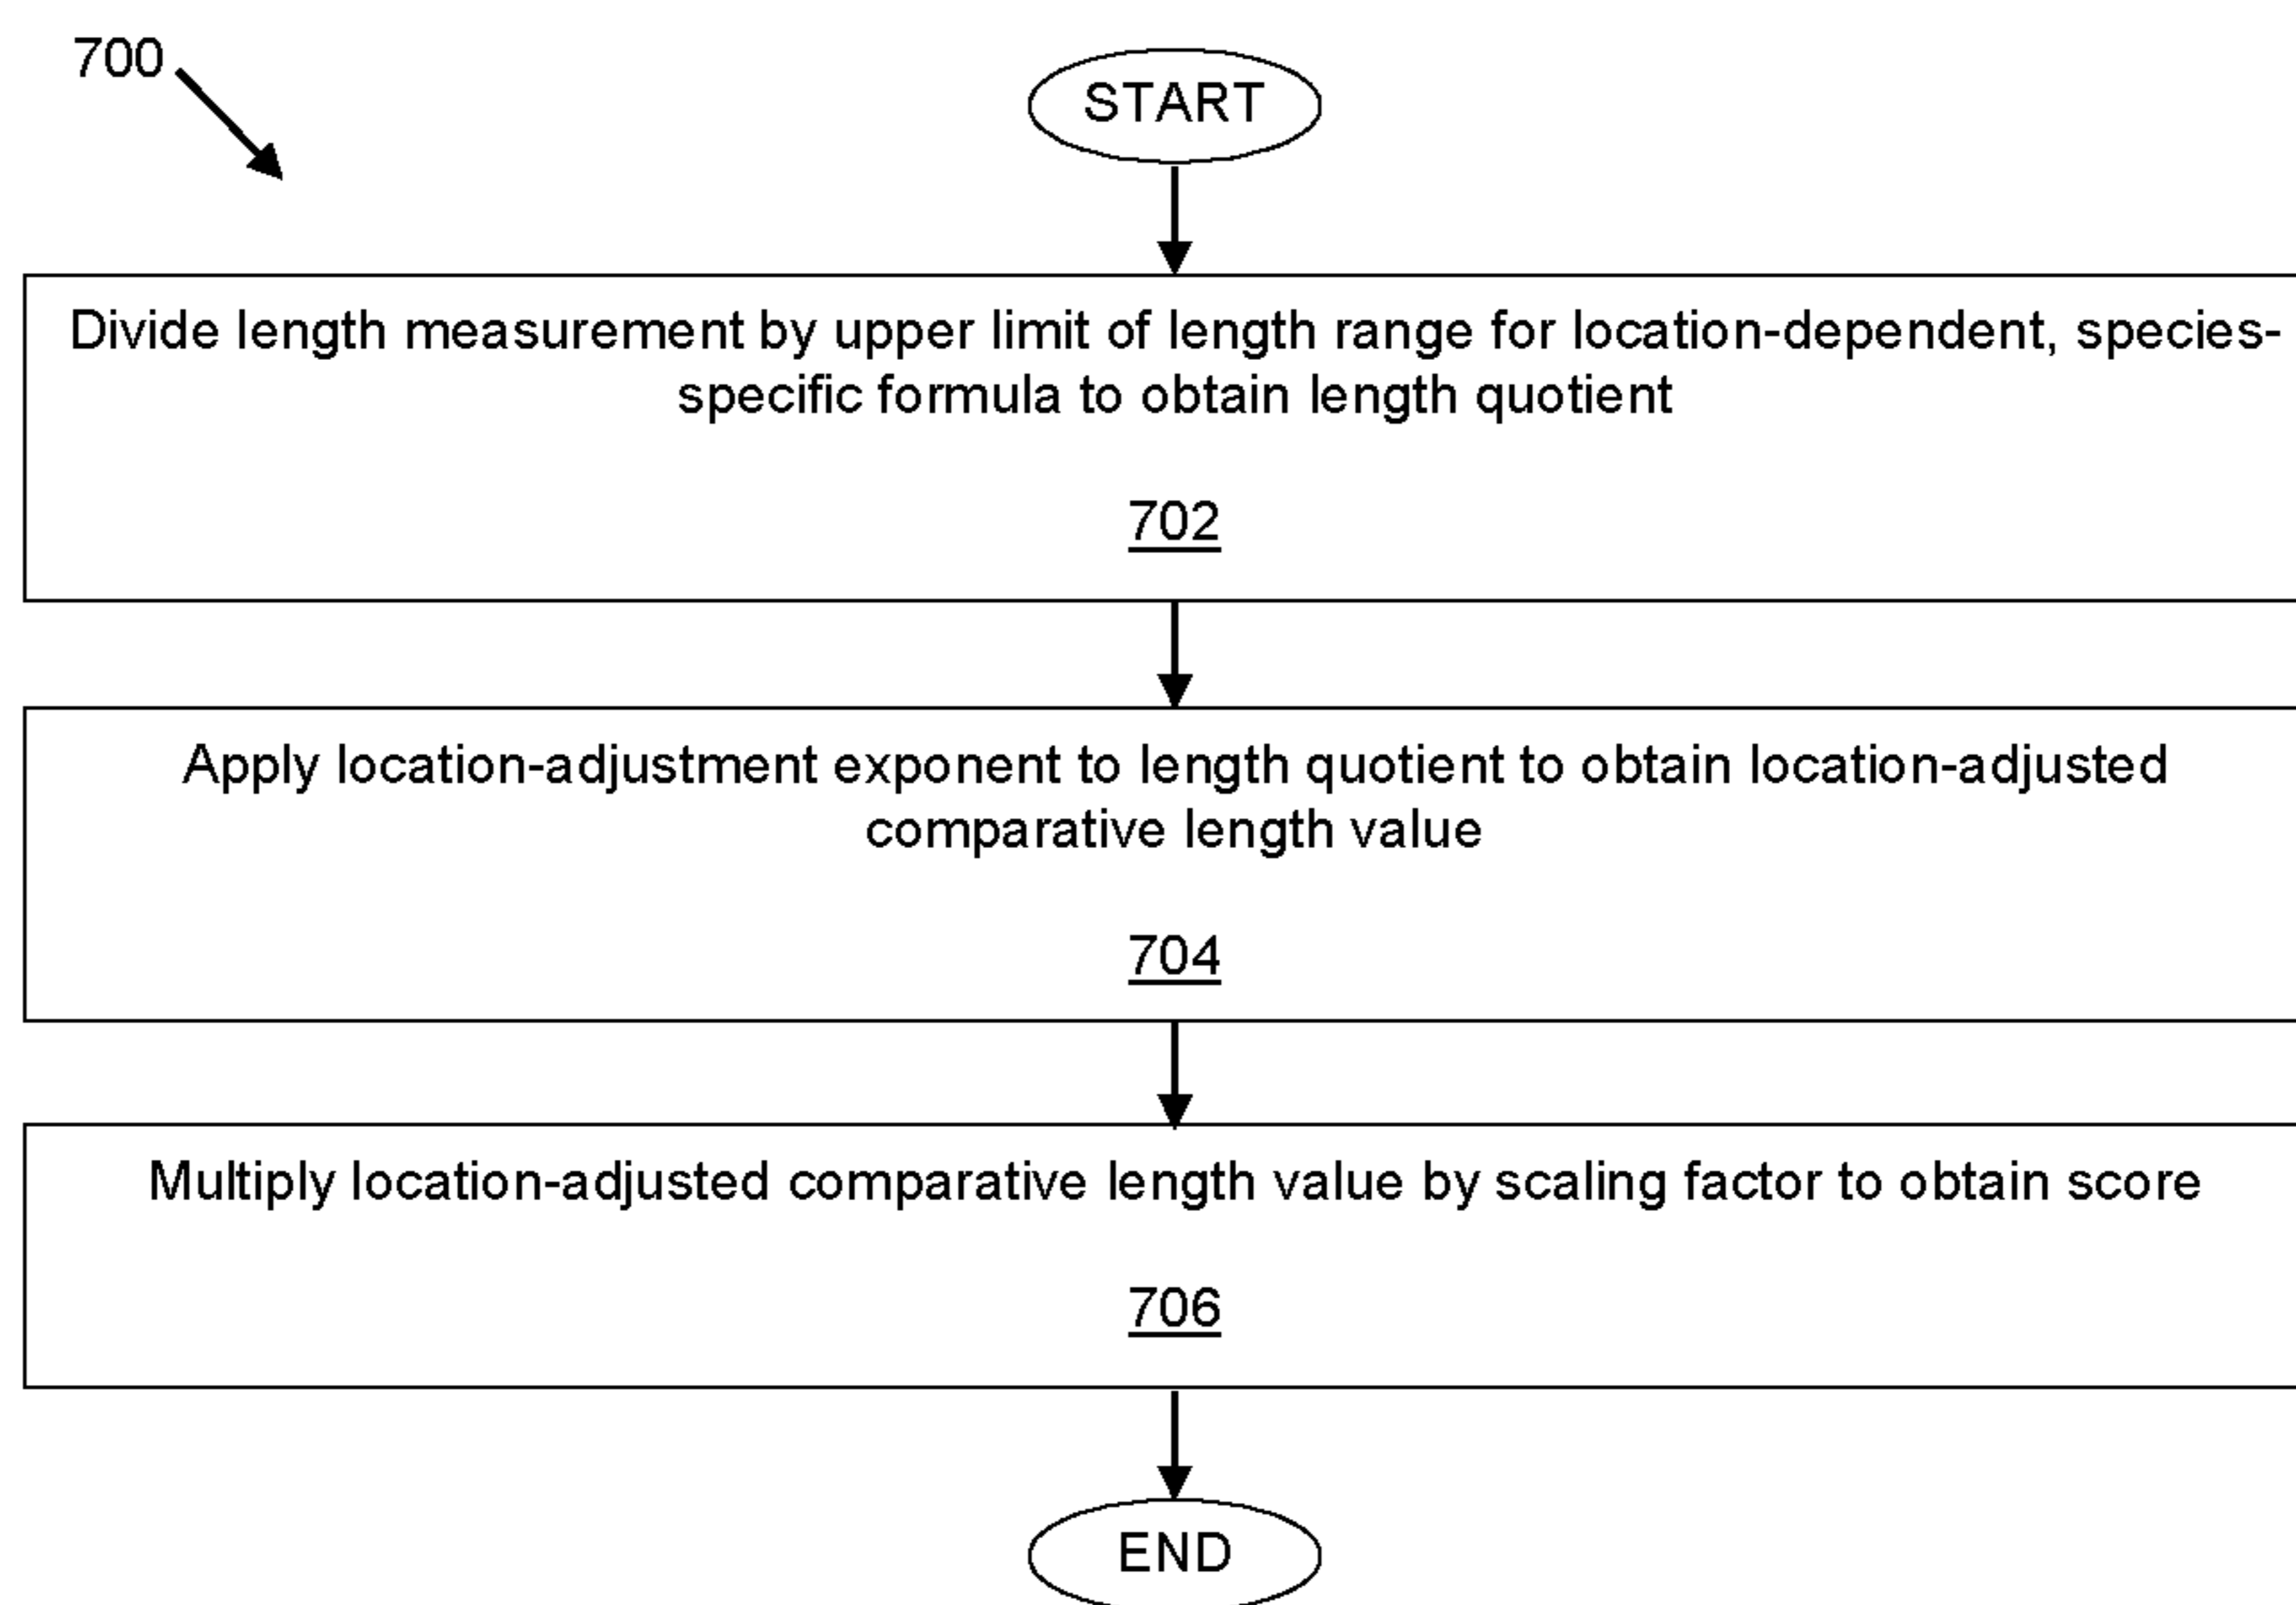 700
START
Divide length measurement by upper limit of length range for location-dependent, species-
specific formula to obtain length quotient
702
Apply location-adjustment exponent to length quotient to obtain location-adjusted
comparative length value
704
Multiply location-adjusted comparative length value by scaling factor to obtain score
706
END